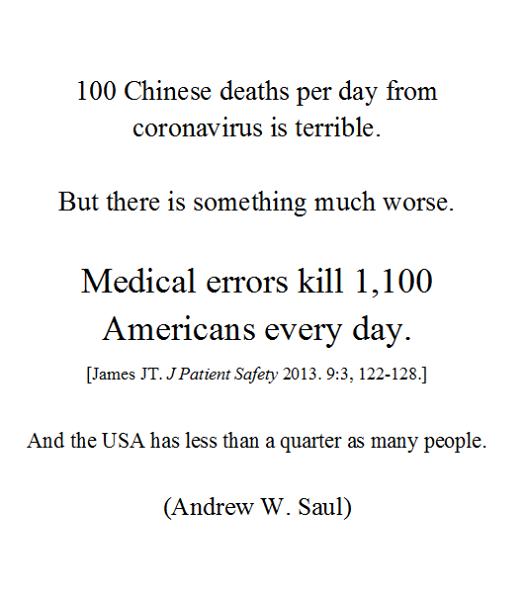 100 Chinese deaths per day from
coronavirus is terrible.
But there is something much worse.
Medical errors kill 1,100
Americans every day.
[James JT. J Patient Safety 2013. 9:3, 122-128.]
And the USA has less than a quarter as many people.
(Andrew W. Saul)